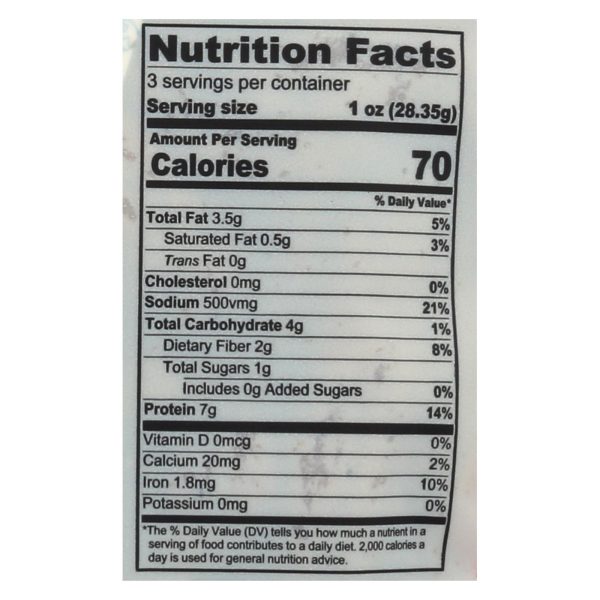 Nutrition Facts
3 servings per container
Serving size 1 oz (28.35g)
Amount Per Serving
Calories 70
% Daily Value*
Total Fat 3.5g 5%
Saturated Fat 0.5g 3%
Trans Fat 0g
Cholesterol 0mg 0%
Sodium 500vmg 21%
Total Carbohydrate 4g 1%
Dietary Fiber 2g 8%
Total Sugars 1g
Includes 0g Added Sugars 0%
Protein 7g 14%
Vitamin D 0mcg 0%
Calcium 20mg 2%
Iron 1.8mg 10%
Potassium 0mg 0%
*The % Daily Value (DV) tells you how much a nutrient in a
serving of food contributes to a daily diet. 2,000 calories a
day is used for general nutrition advice.